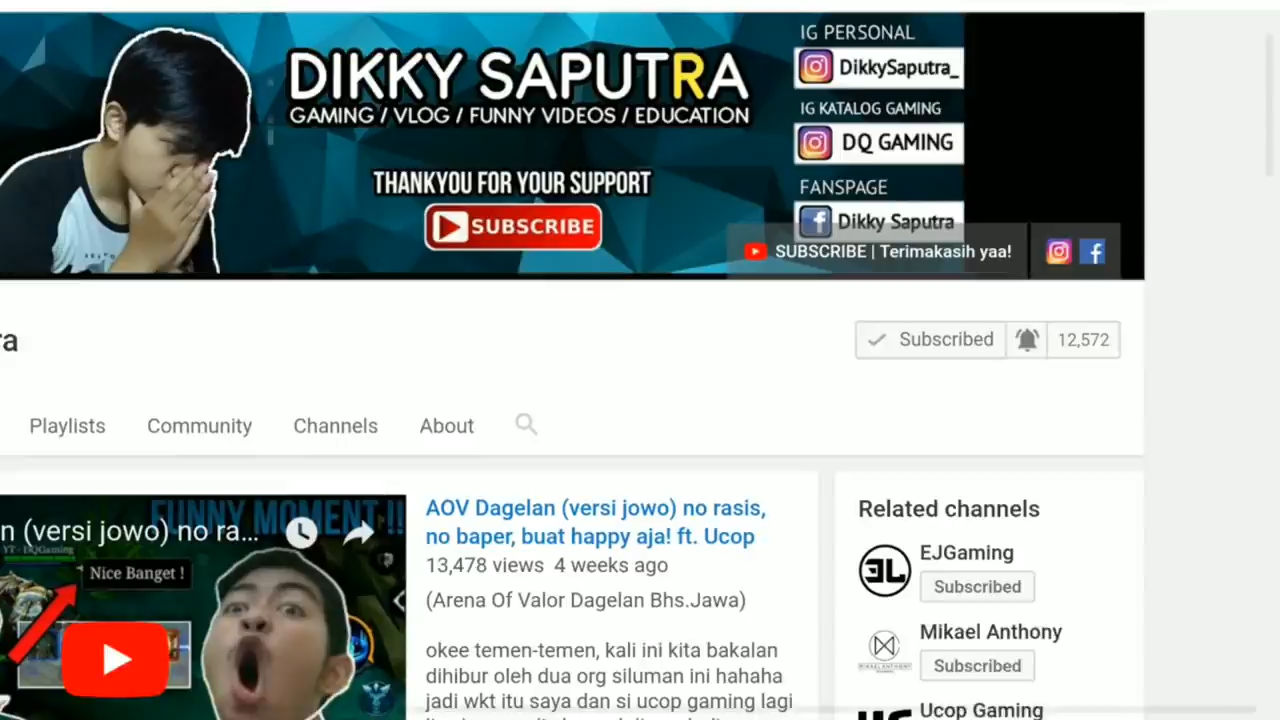 DIKKY SAPUTRA
GAMING / VLOG / FUNNY VIDEOS / EDUCATION
THANKYOU FOR YOUR SUPPORT
SUBSCRIBE
IG PERSONAL
DikkySaputra_
IG KATALOG GAMING
DQ GAMING
FANSPAGE
Dikky Saputra
SUBSCRIBE | Terimakasih yaa!
ra
Subscribed
12,572
Playlists
Community
Channels
About
FUNNY MOMENT !!
n (versi jowo) no ra...
YT - DQGaming
Nice Banget !
AOV Dagelan (versi jowo) no rasis,
no baper, buat happy aja! ft. Ucop
13,478 views 4 weeks ago
(Arena Of Valor Dagelan Bhs.Jawa)
okee temen-temen, kali ini kita bakalan
dihibur oleh dua org siluman ini hahaha
jadi wkt itu saya dan si ucop gaming lagi
Related channels
EJGaming
Subscribed
Mikael Anthony
MIKAEL ANTHONY
Subscribed
Ucop Gaming